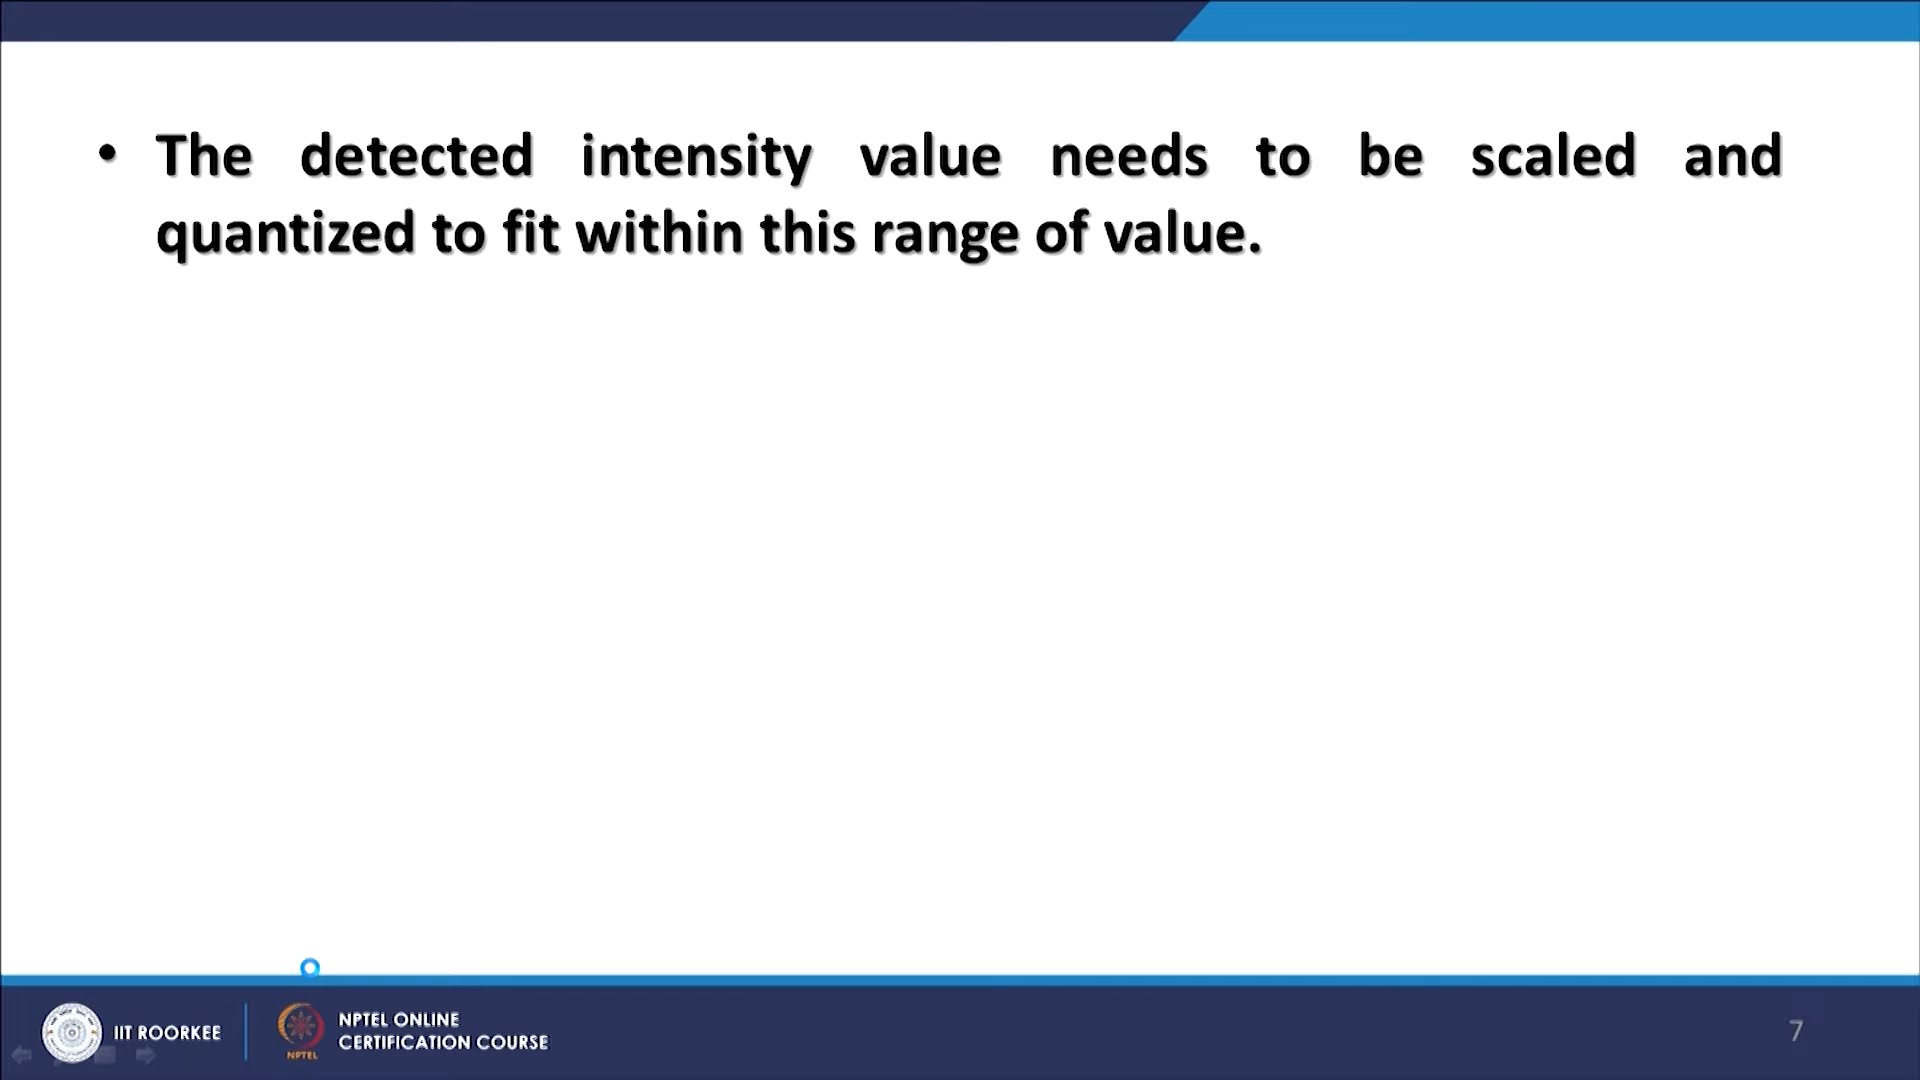 • The detected intensity value needs to be scaled and
quantized to fit within this range of value.
IIT ROORKEE
NPTEL
NPTEL ONLINE
CERTIFICATION COURSE
7